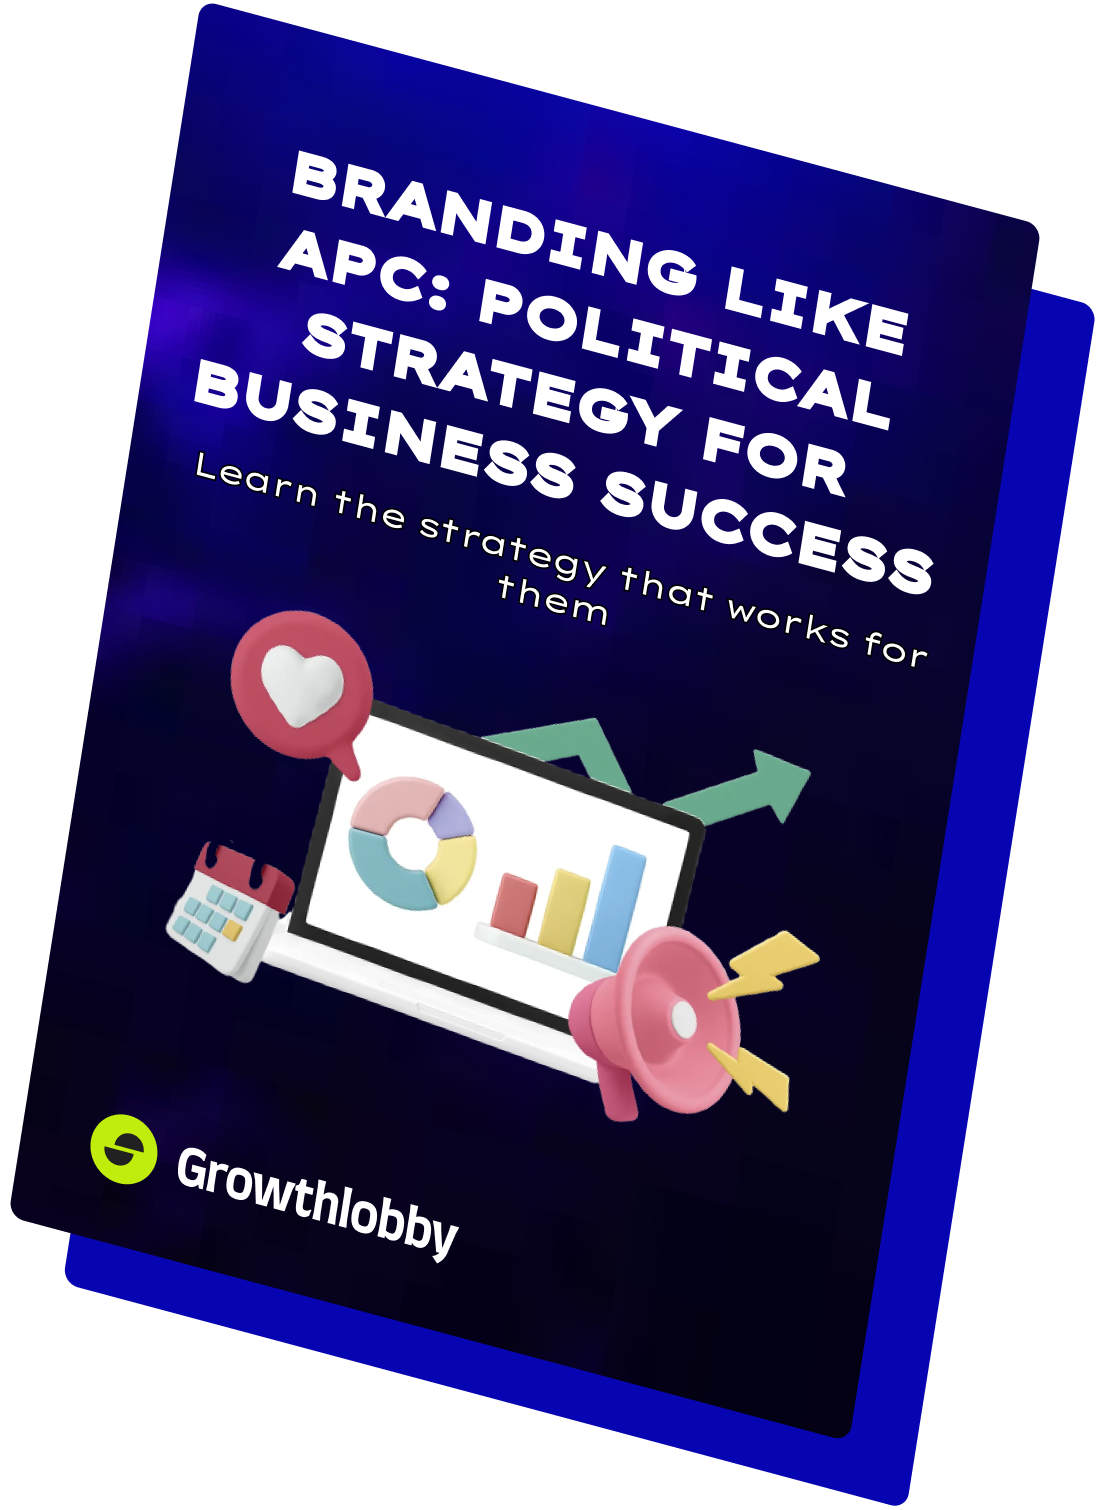 BRANDING LIKE
APC: POLITICAL
STRATEGY FOR
BUSINESS SUCCESS
Learn the strategy that works for
them
Growthlobby